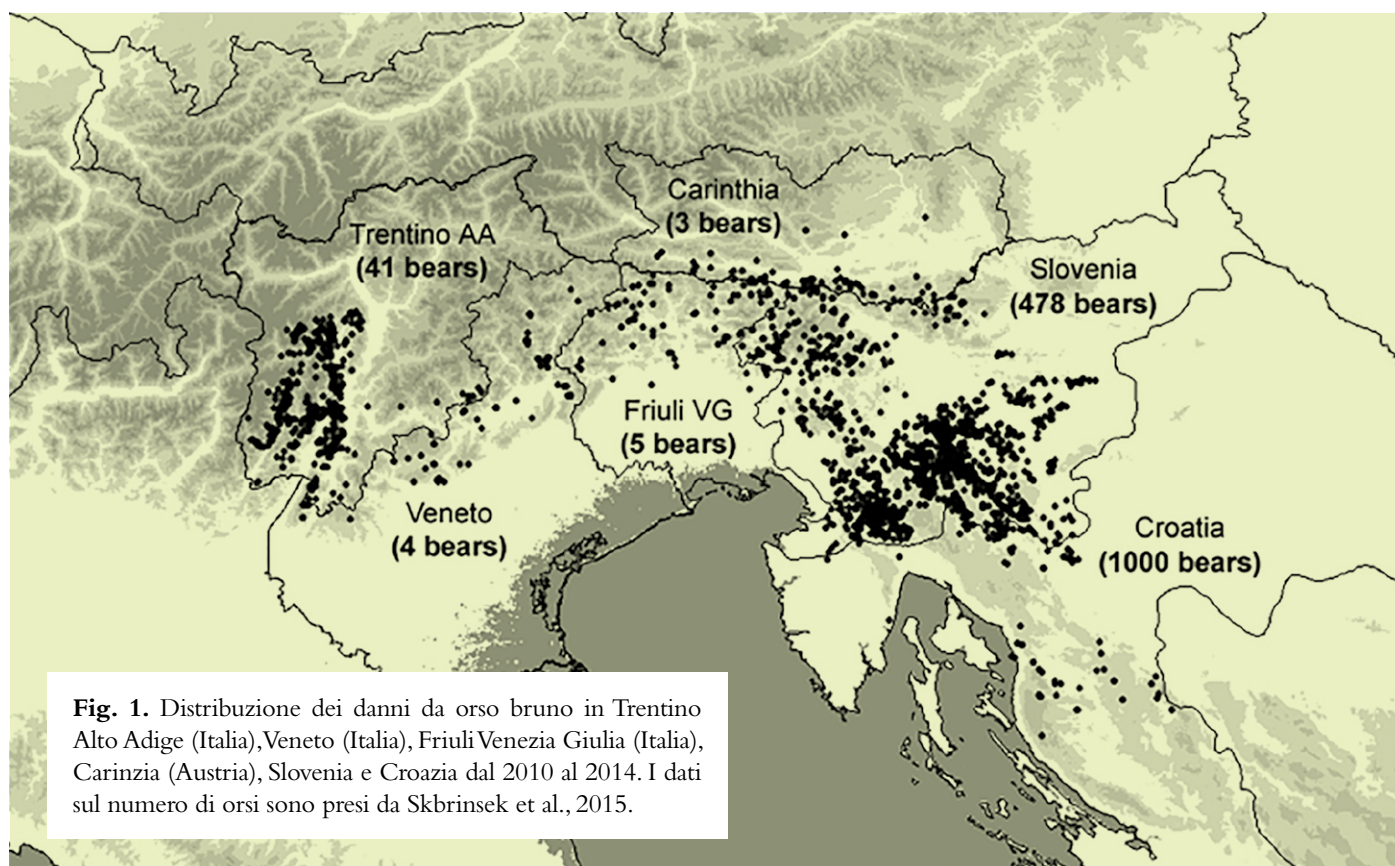 Carinthia
(3 bears)
Trentino AA
(41 bears)
Slovenia
(478 bears)
Friuli VG
(5 bears)
Veneto
(4 bears)
Croatia
(1000 bears)
Fig. 1. Distribuzione dei danni da orso bruno in Trentino
Alto Adige (Italia), Veneto (Italia), Friuli Venezia Giulia (Italia),
Carinzia (Austria), Slovenia e Croazia dal 2010 al 2014. I dati
sul numero di orsi sono presi da Skbrinsek et al., 2015.